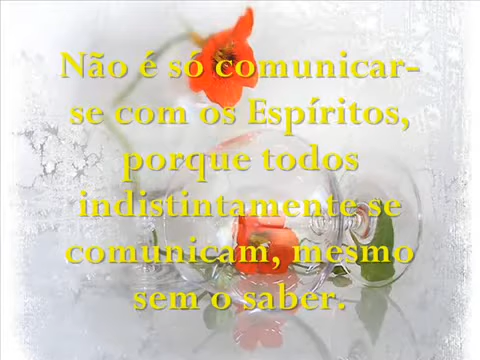 Não é só comunicar-
se com os Espíritos,
porque todos
indistintamente se
comunicam, mesmo
sem o saber.